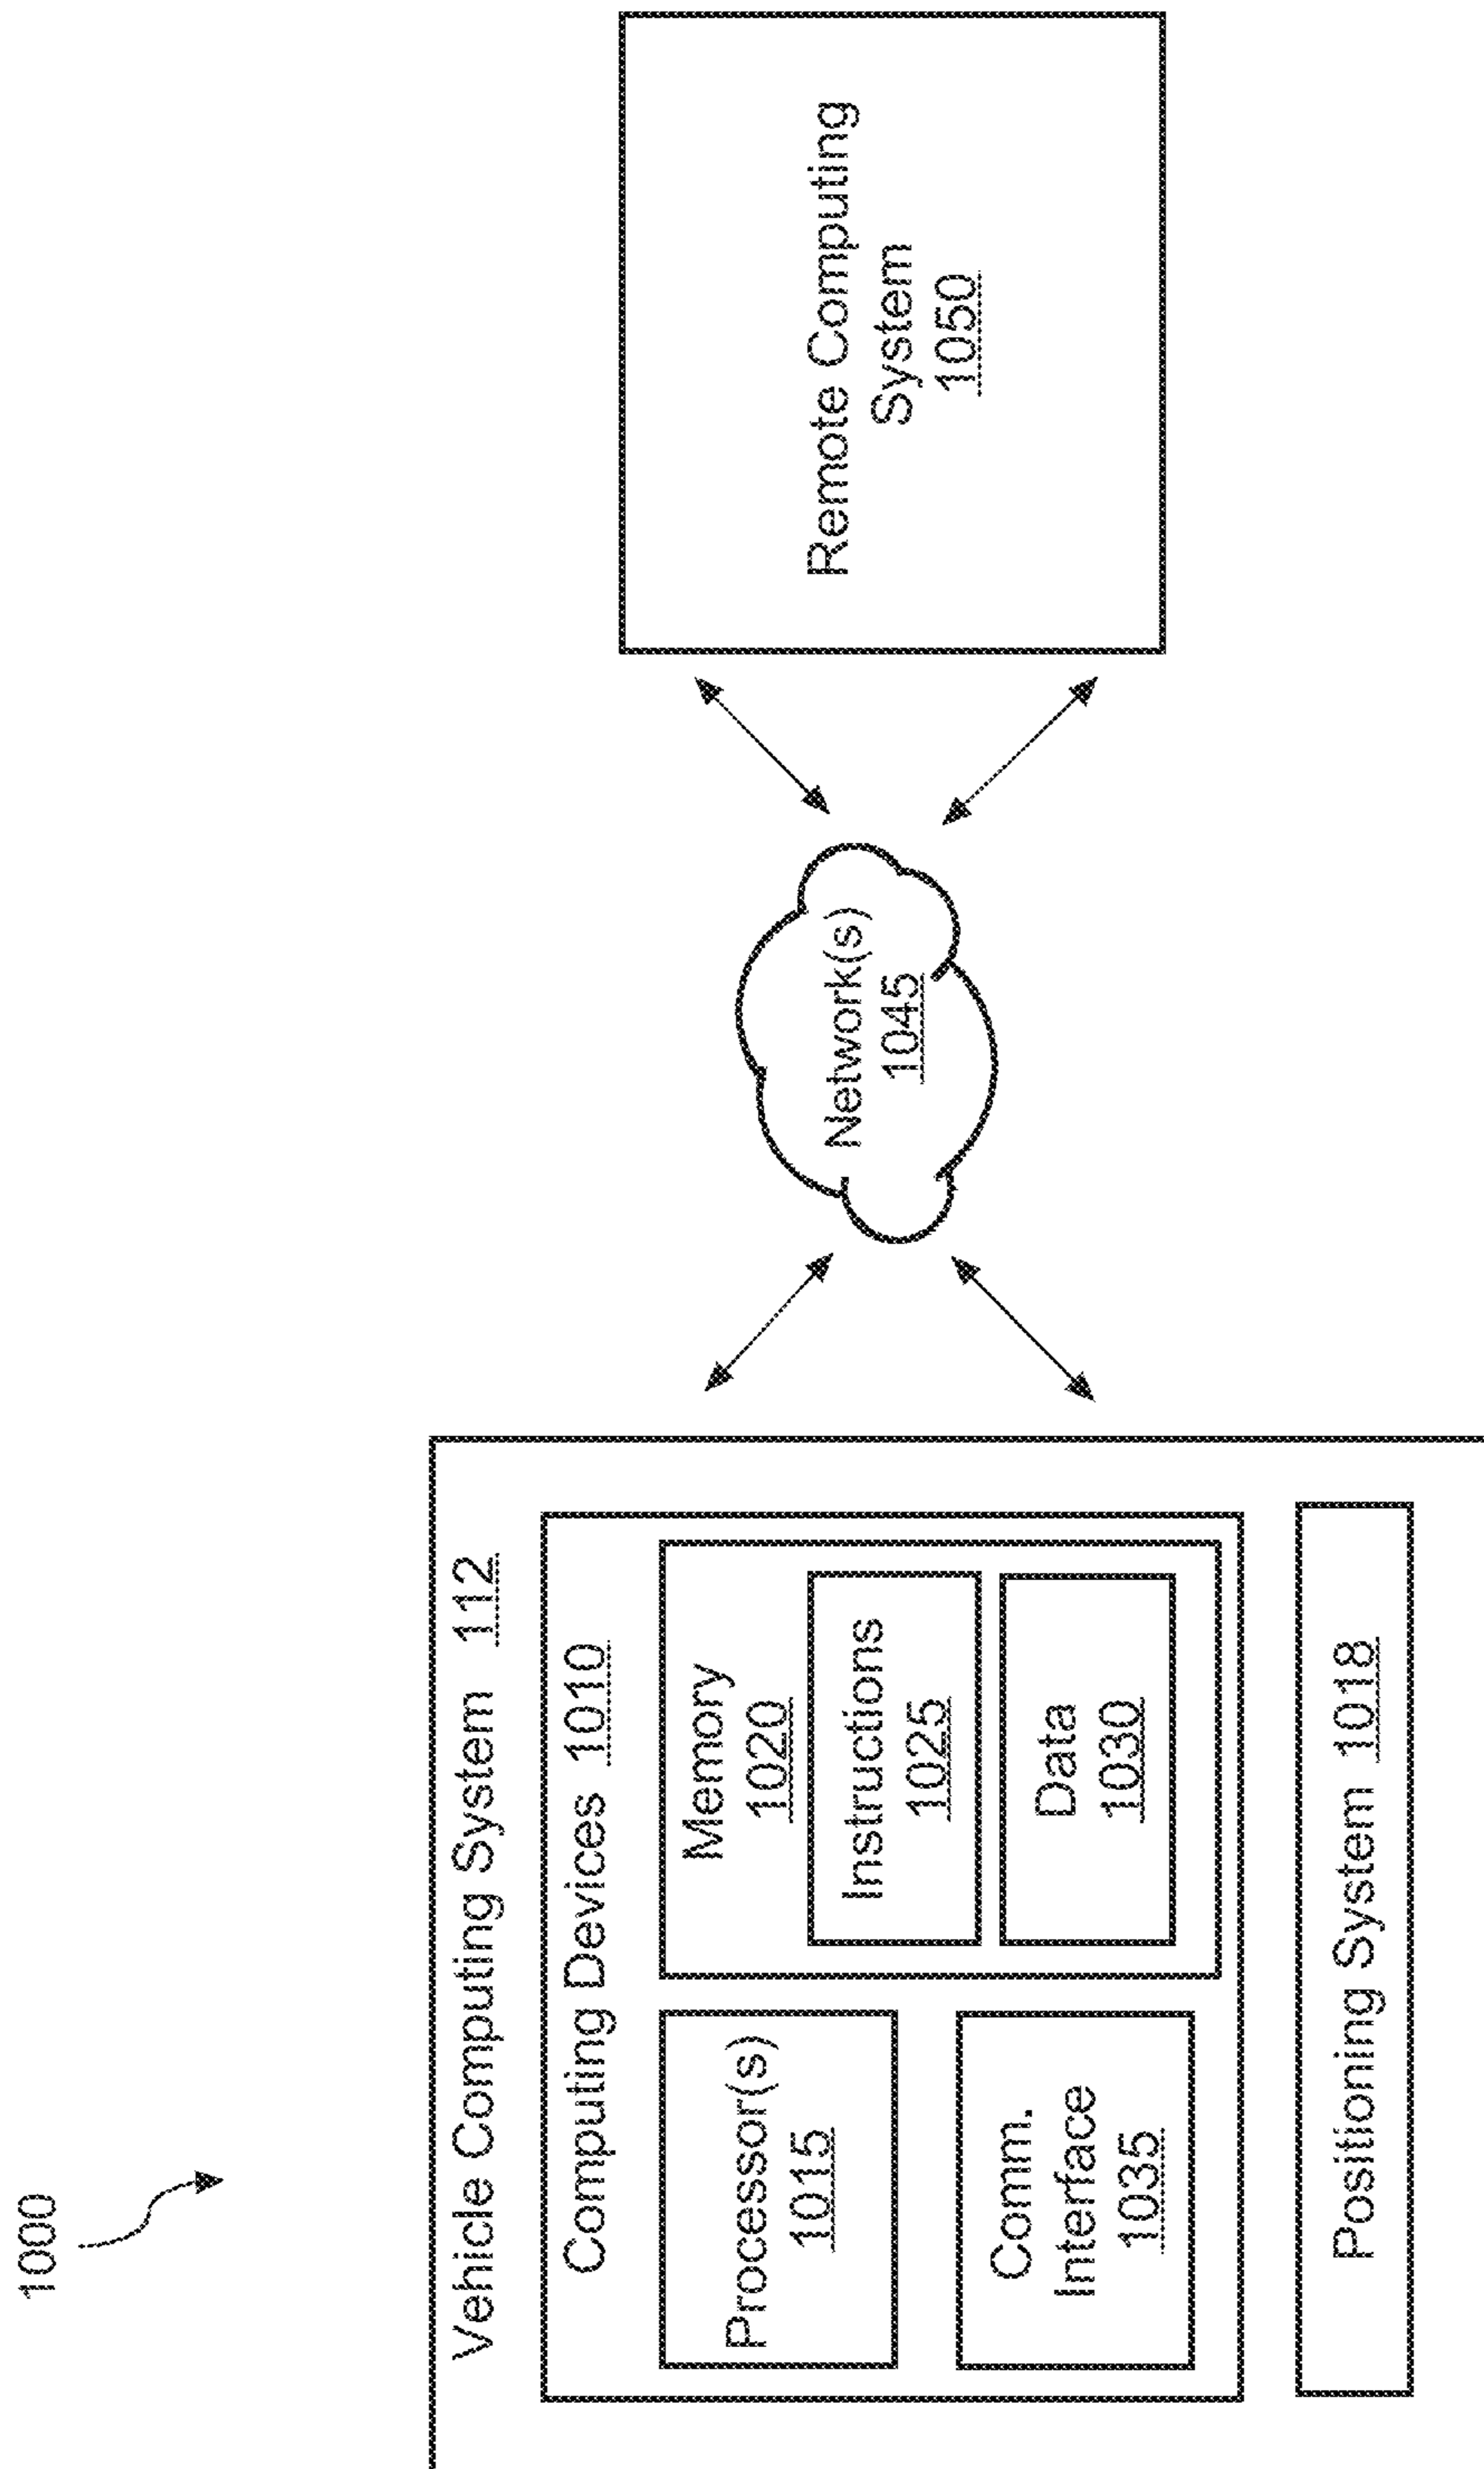 1000
Vehicle Computing System 112
Computing Devices 1010
Processor(s)
1015
Memory
1020
Instructions
1025
Data
1030
Comm.
Interface
1035
Positioning System 1018
Network(s)
1045
Remote Computing
System
1050